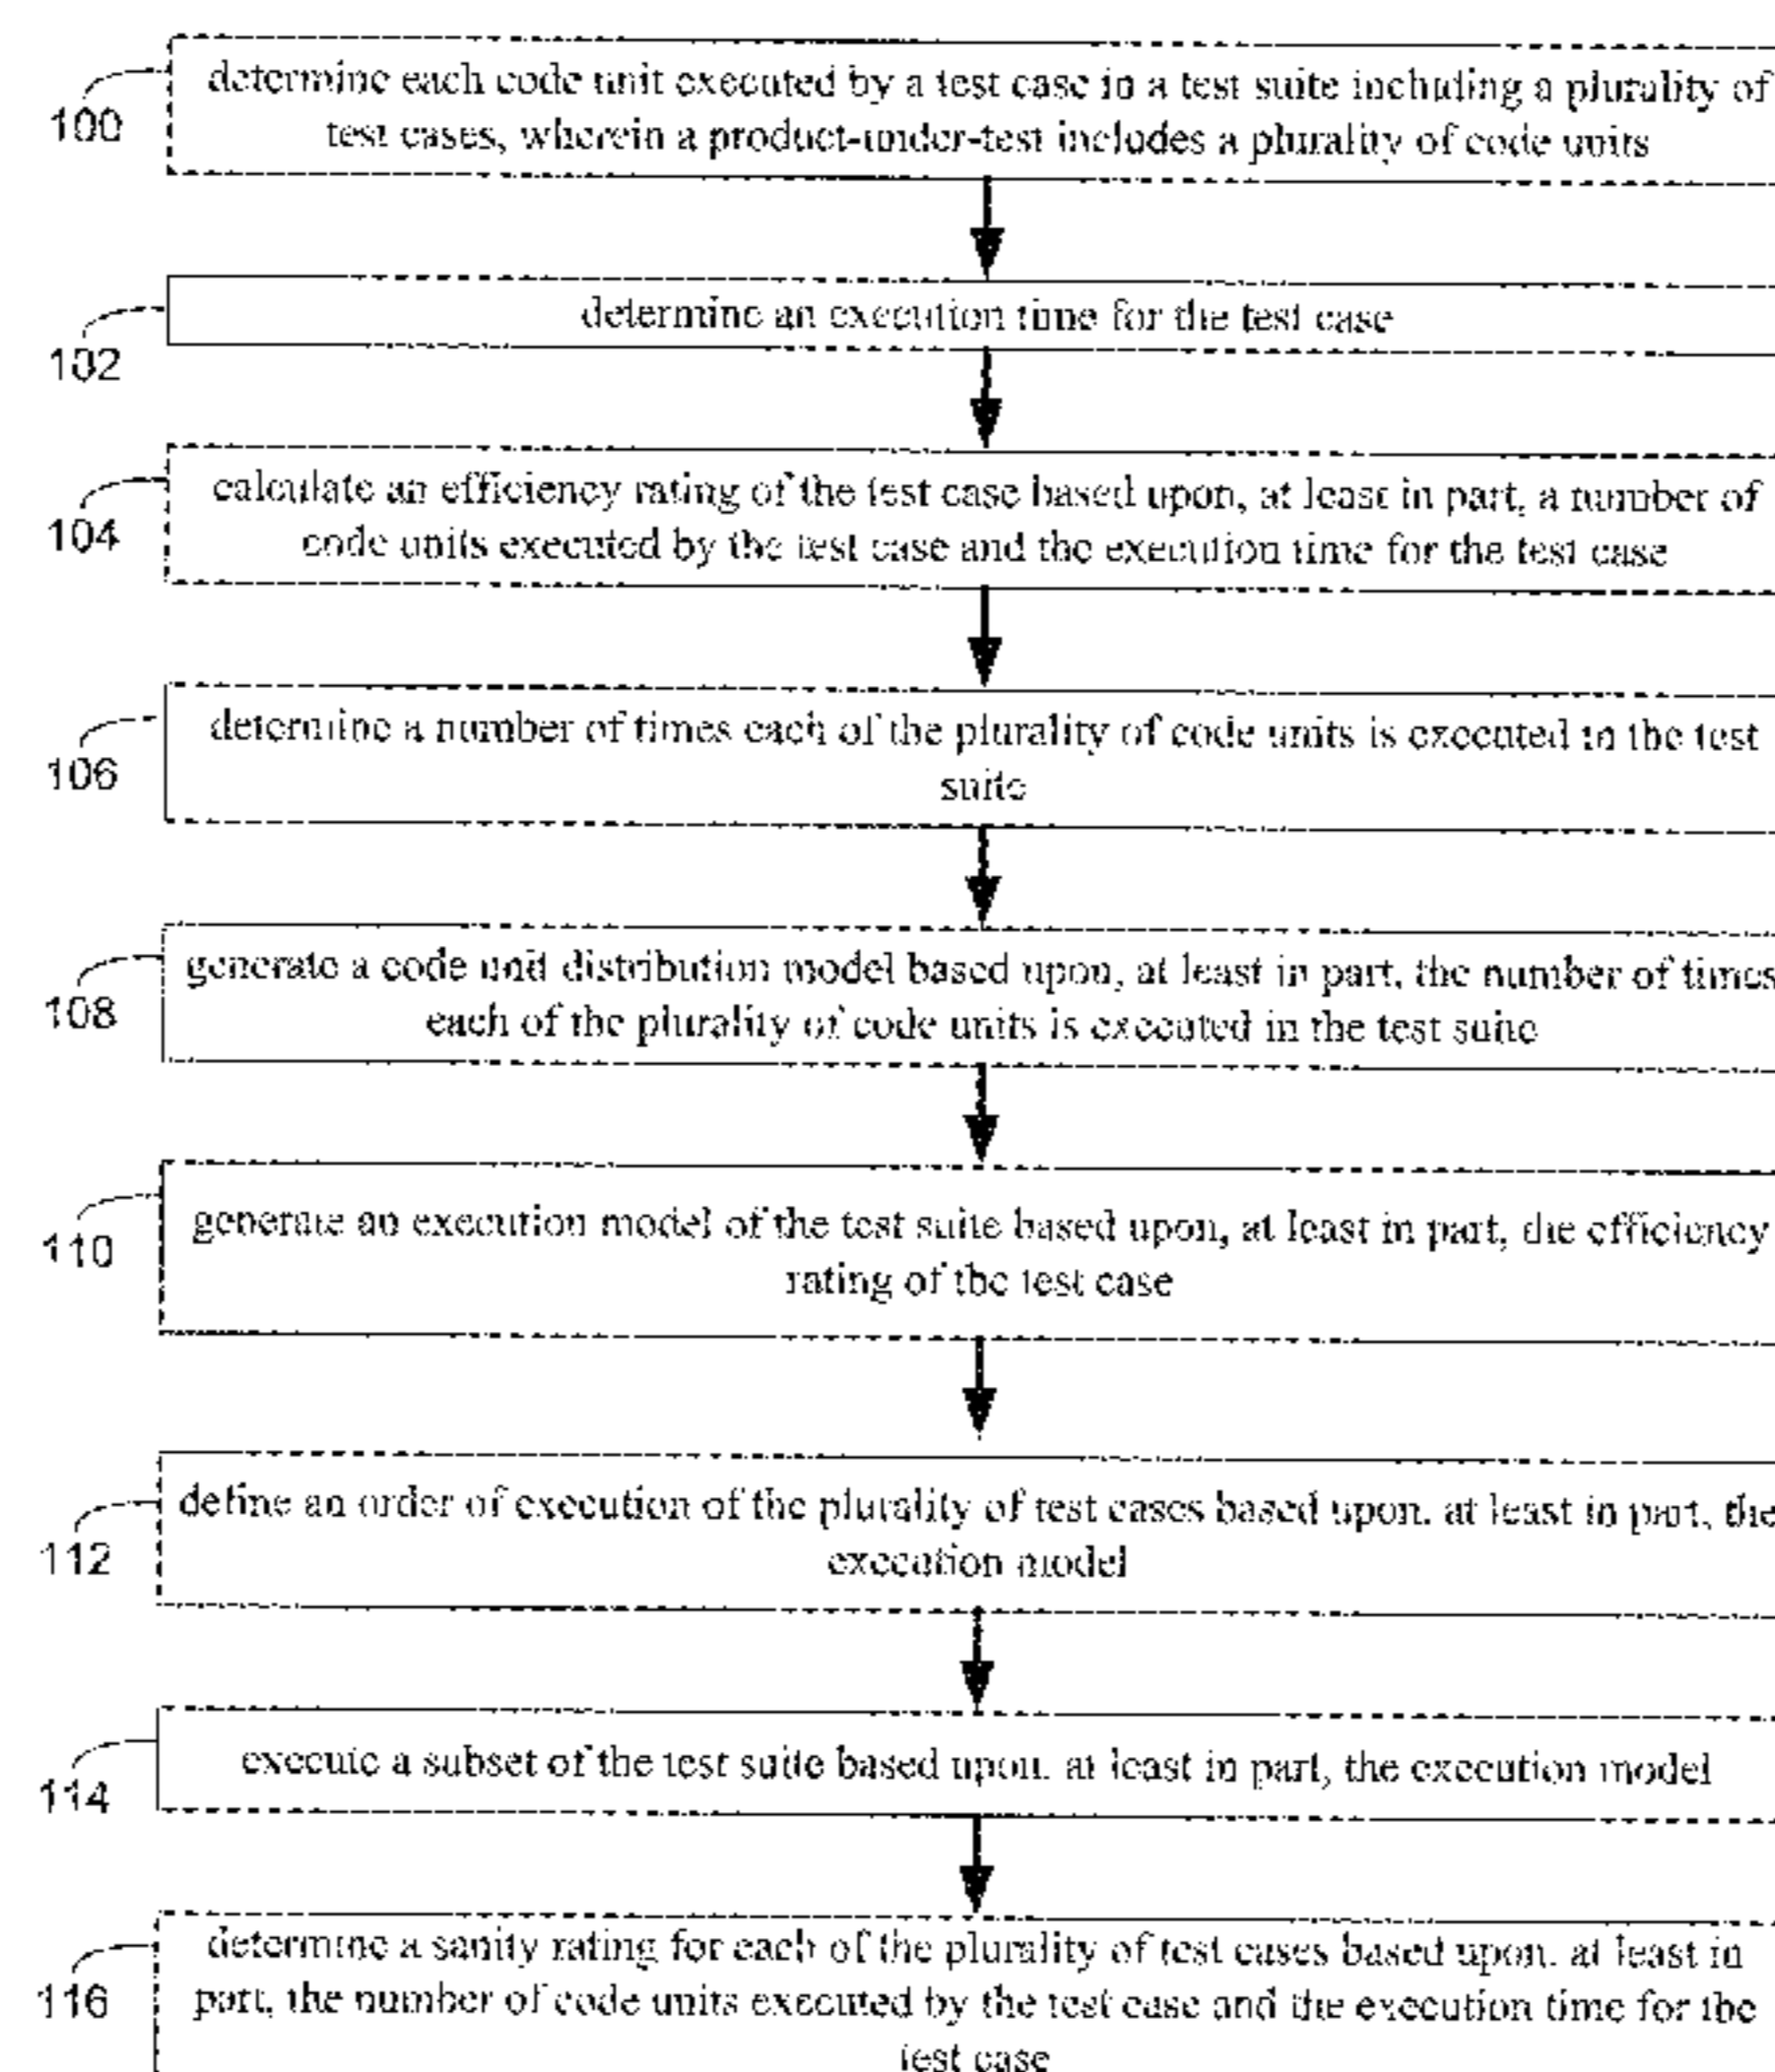 determine each code unit executed by a test case in a test suite including a plurality of
100
test cases, wherein a product-under-test includes a plurality of code units
determine an execution time for the test case
102
calculate an efficiency rating of the test case based upon, at least in part, a number of
104
code units executed by the test case and the execution time for the test case
determine a number of times each of the plurality of code units is executed in the test
106
suite
generate a code unit distribution model based upon, at least in part, the number of times
108
each of the plurality of code units is executed in the test suite
generate an execution model of the test suite based upon, at least in part, the efficiency
110
rating of the test case
define an order of execution of the plurality of test cases based upon, at least in part, the
112
execution model
execute a subset of the test suite based upon, at least in part, the execution model
114
determine a sanity rating for each of the plurality of test cases based upon, at least in
116
part, the number of code units executed by the test case and the execution time for the
test case